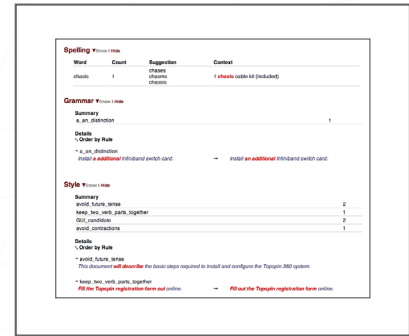 Spelling ▼Show I Hide
Word Count Suggestion Context
chases
chasis 1 chasms 1 chasis cable kit (included)
chassis
Grammar ▼Show I Hide
Summary
a_an_distinction 1
Details
Order by Rule
a_an_distinction
Install a additional Infiniband switch card. → Install an additional Infiniband switch card.
Style ▼Show I Hide
Summary
avoid_future_tense 2
keep_two_verb_parts_together 1
GUI_candidate 2
avoid_contractions 1
Details
Order by Rule
avoid_future_tense
This document will describe the basic steps required to install and configure the Topspin 360 system.
keep_two_verb_parts_together
Fill the Topspin registration form out online. → Fill out the Topspin registration form online.